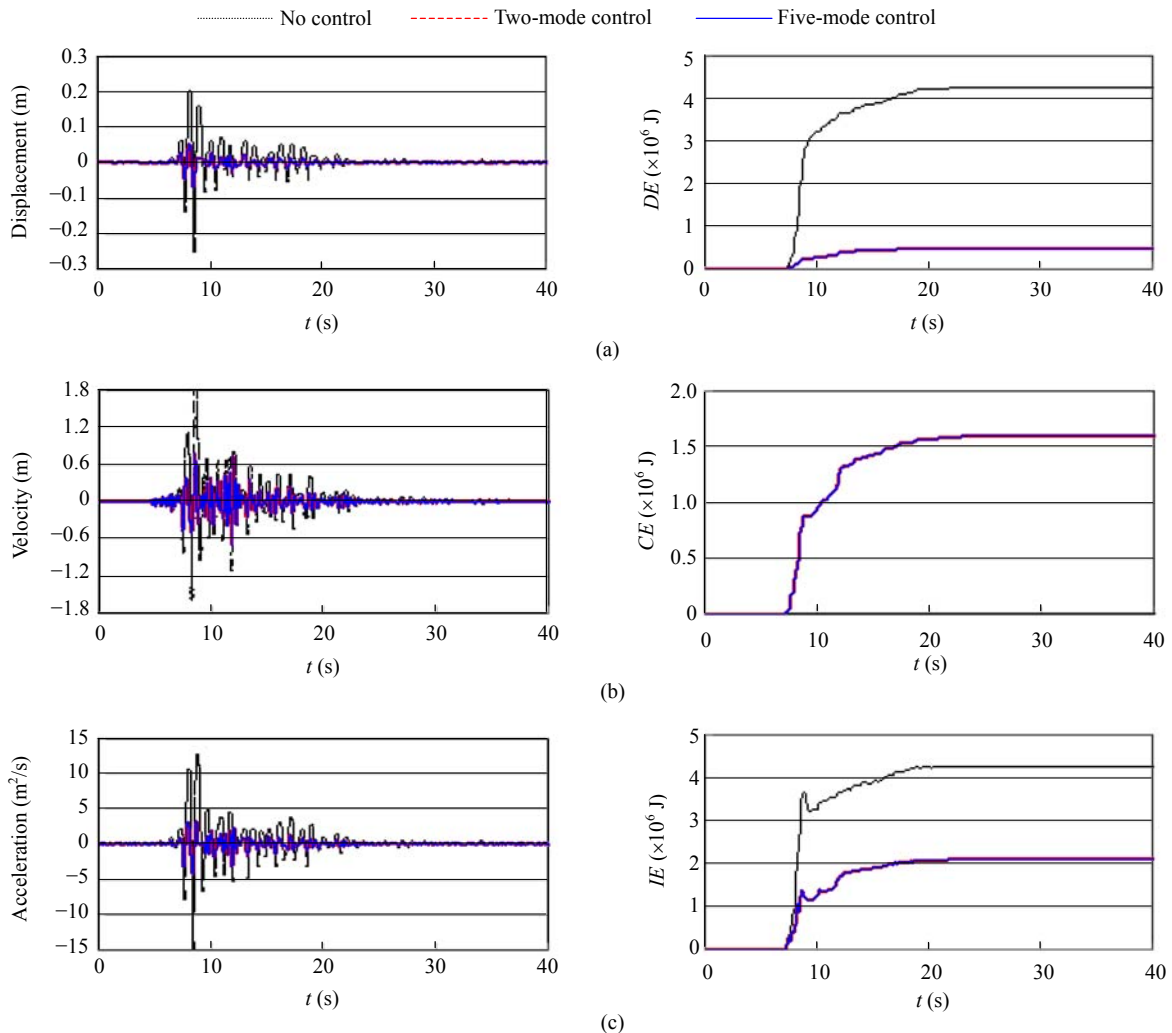 No control Two-mode control Five-mode control
Displacement (m)
0.3
0.2
0.1
0
−0.1
−0.2
−0.3
0 10 20 30 40
t (s)
DE (×10⁶ J)
5
4
3
2
1
0
0 10 20 30 40
t (s)
(a)
Velocity (m)
1.8
1.2
0.6
0
−0.6
−1.2
−1.8
0 10 20 30 40
t (s)
CE (×10⁶ J)
2.0
1.5
1.0
0.5
0
0 10 20 30 40
t (s)
(b)
Acceleration (m²/s)
15
10
5
0
−5
−10
−15
0 10 20 30 40
t (s)
IE (×10⁶ J)
5
4
3
2
1
0
0 10 20 30 40
t (s)
(c)